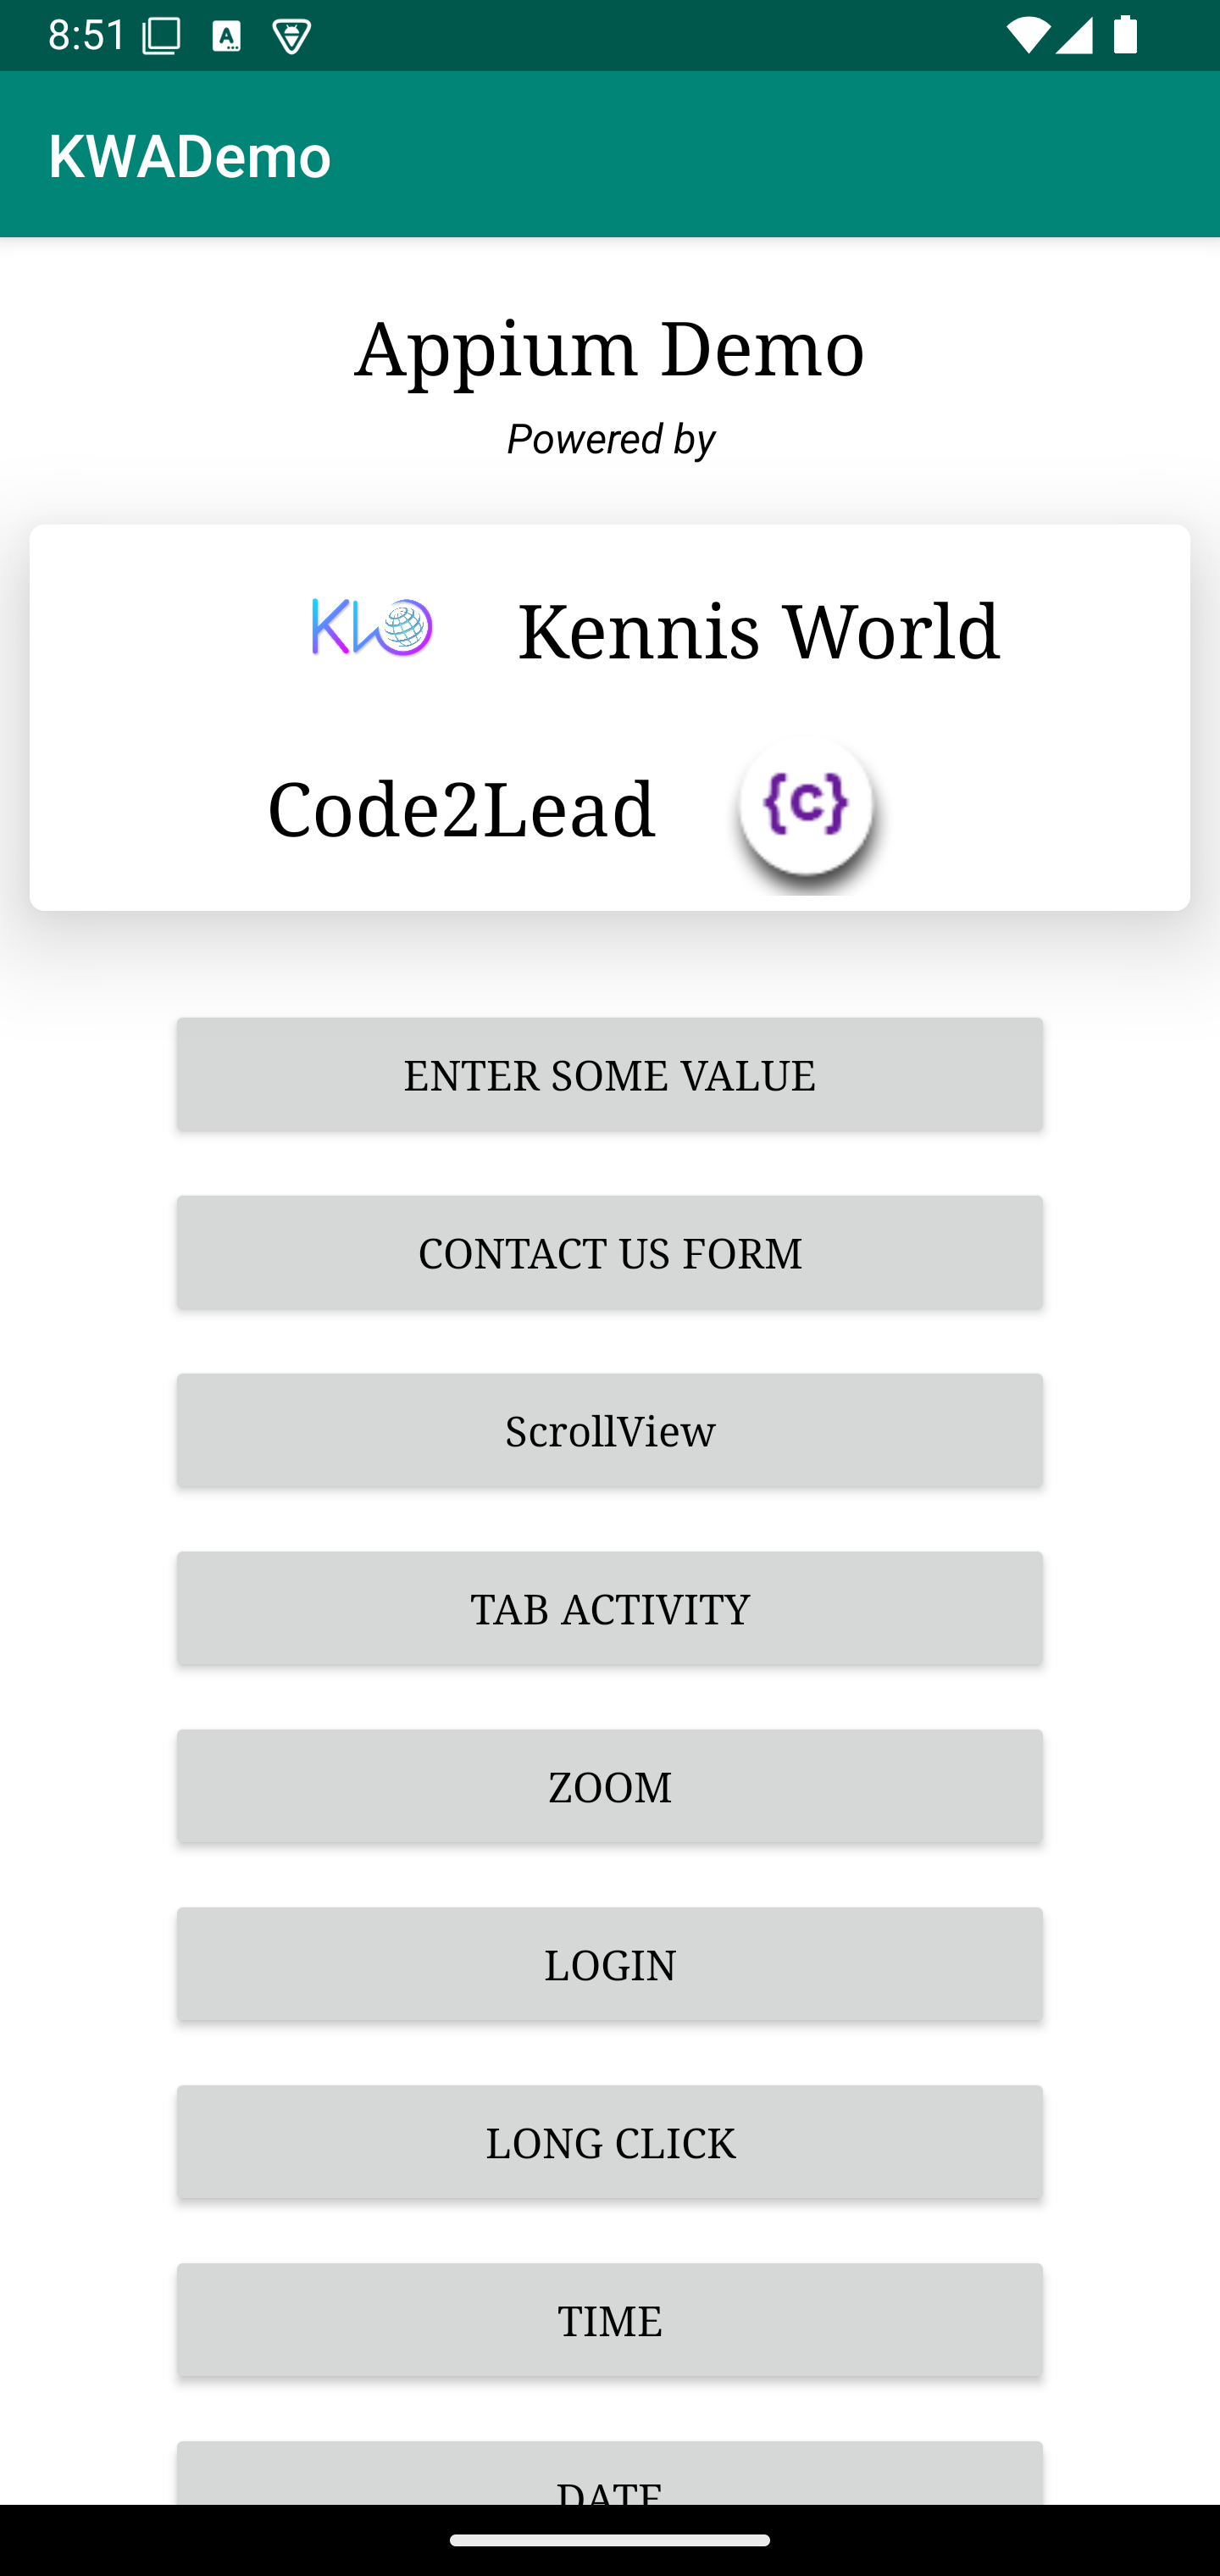 8:51
KWADemo
Appium Demo
Powered by
KW Kennis World
Code2Lead {c}
ENTER SOME VALUE
CONTACT US FORM
ScrollView
TAB ACTIVITY
ZOOM
LOGIN
LONG CLICK
TIME
DATE